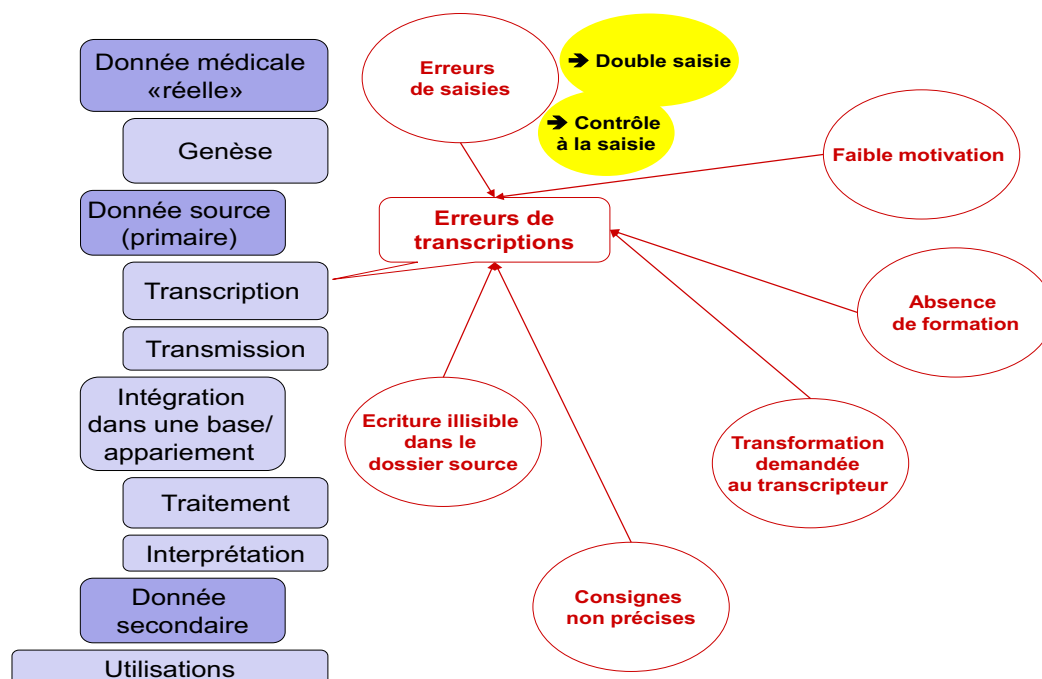 Donnée médicale
«réelle»
Genèse
Donnée source
(primaire)
Transcription
Transmission
Intégration
dans une base/
appariement
Traitement
Interprétation
Donnée
secondaire
Utilisations
Erreurs
de saisies
➔ Double saisie
➔ Contrôle
à la saisie
Faible motivation
Erreurs de
transcriptions
Absence
de formation
Ecriture illisible
dans le
dossier source
Transformation
demandée
au transcripteur
Consignes
non précises